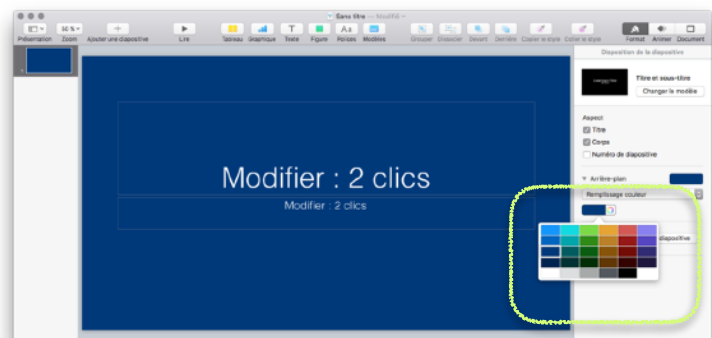 Sans titre — Modifié
50 %
Présentation Zoom Ajouter une diapositive Lire Tableau Graphique Texte Figure Formes Modèles Grouper Dissocier Devant Derrière Copier le style Coller le style Format Animer Document
Disposition de la diapositive
Titre et sous-titre
Changer le modèle
Aspect
Titre
Corps
Numéro de diapositive
Arrière-plan
Remplissage couleur
diapositive
Modifier : 2 clics
Modifier : 2 clics